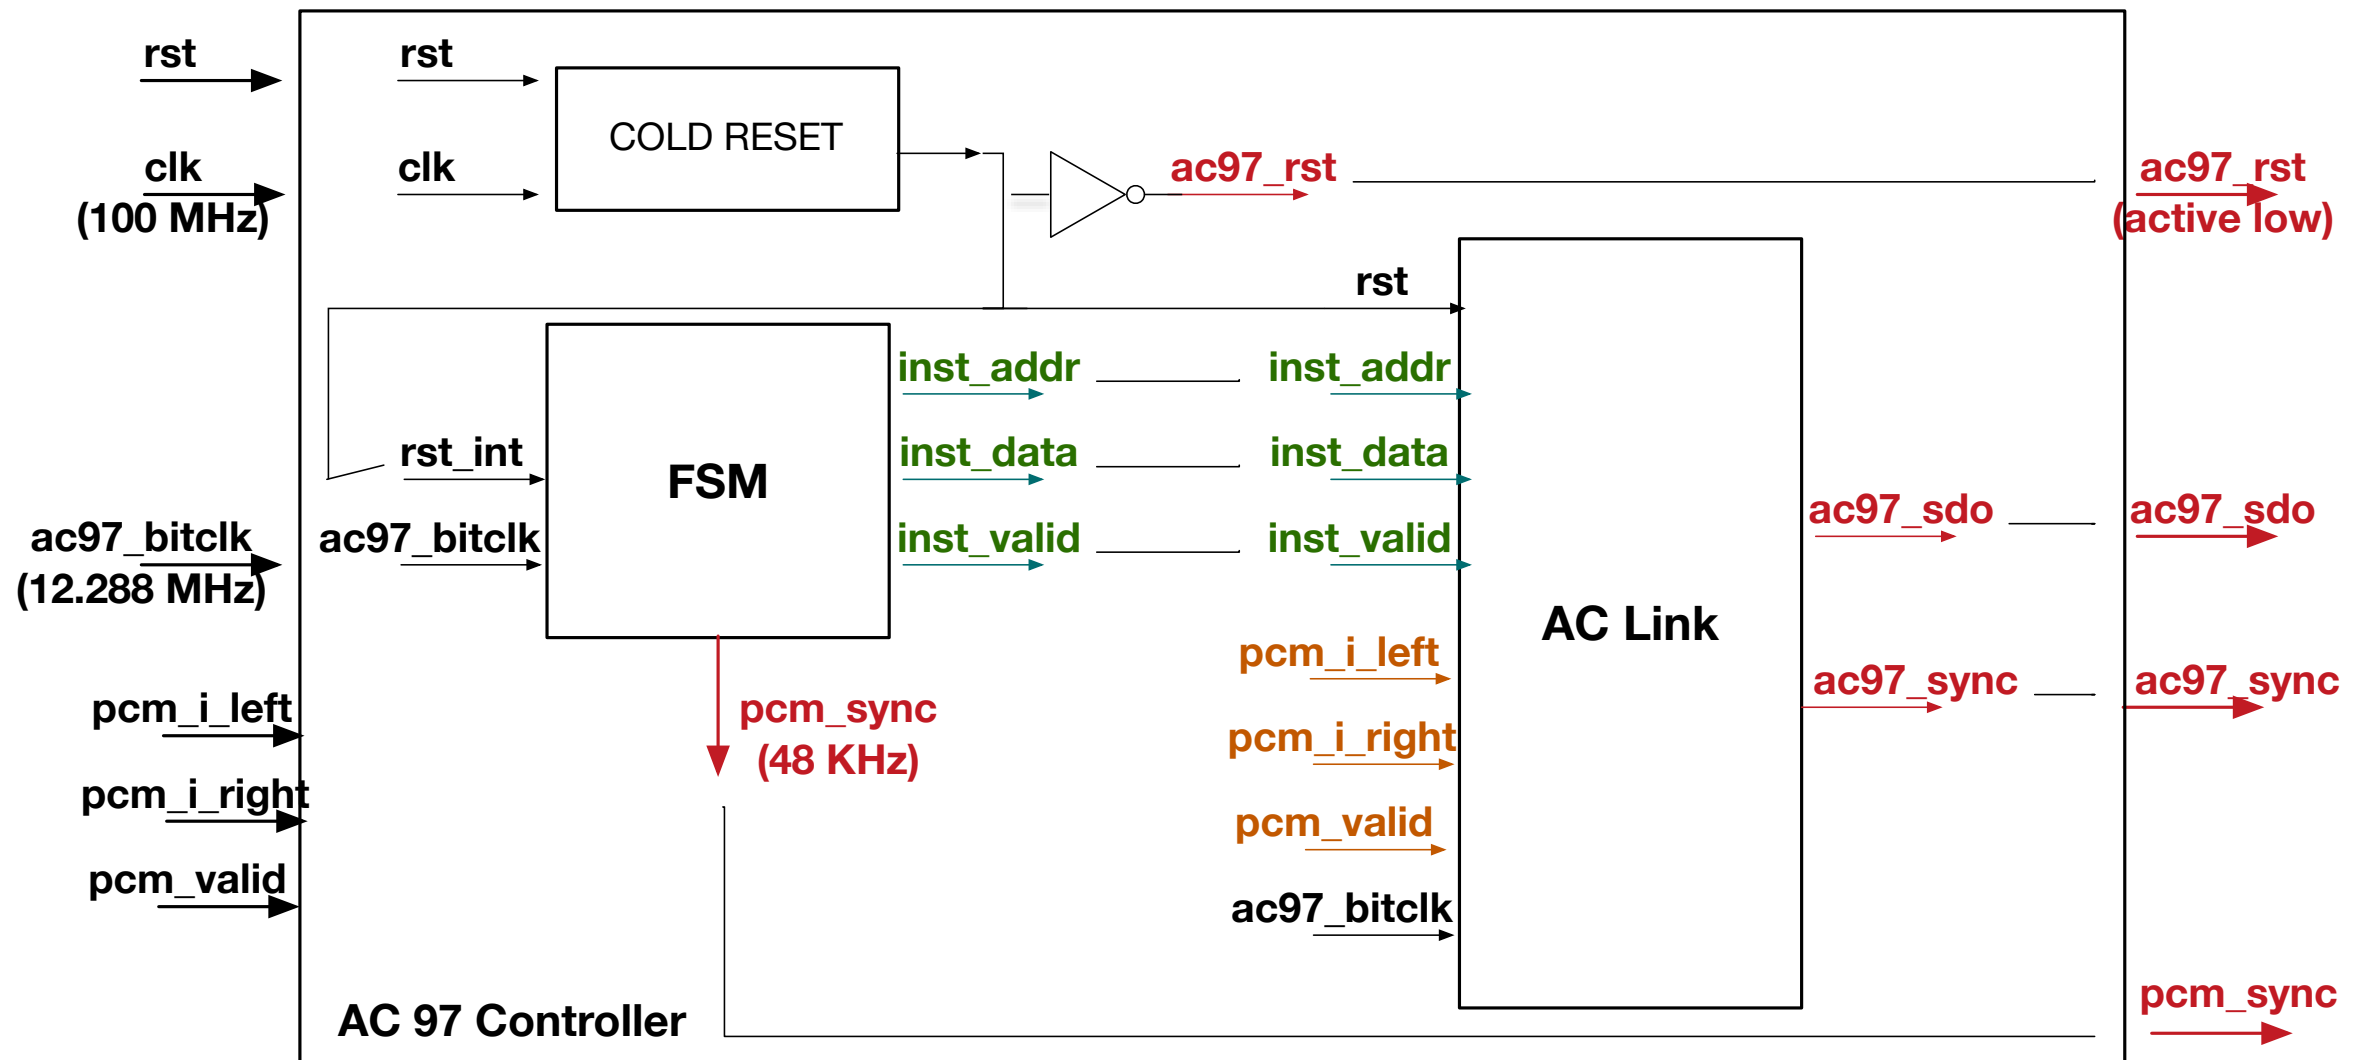 rst
clk
(100 MHz)
ac97_bitclk
(12.288 MHz)
pcm_i_left
pcm_i_right
pcm_valid
rst
clk
COLD RESET
ac97_rst
rst
rst_int
ac97_bitclk
FSM
inst_addr
inst_data
inst_valid
pcm_sync
(48 KHz)
inst_addr
inst_data
inst_valid
pcm_i_left
pcm_i_right
pcm_valid
ac97_bitclk
AC Link
ac97_sdo
ac97_sync
AC 97 Controller
ac97_rst
(active low)
ac97_sdo
ac97_sync
pcm_sync